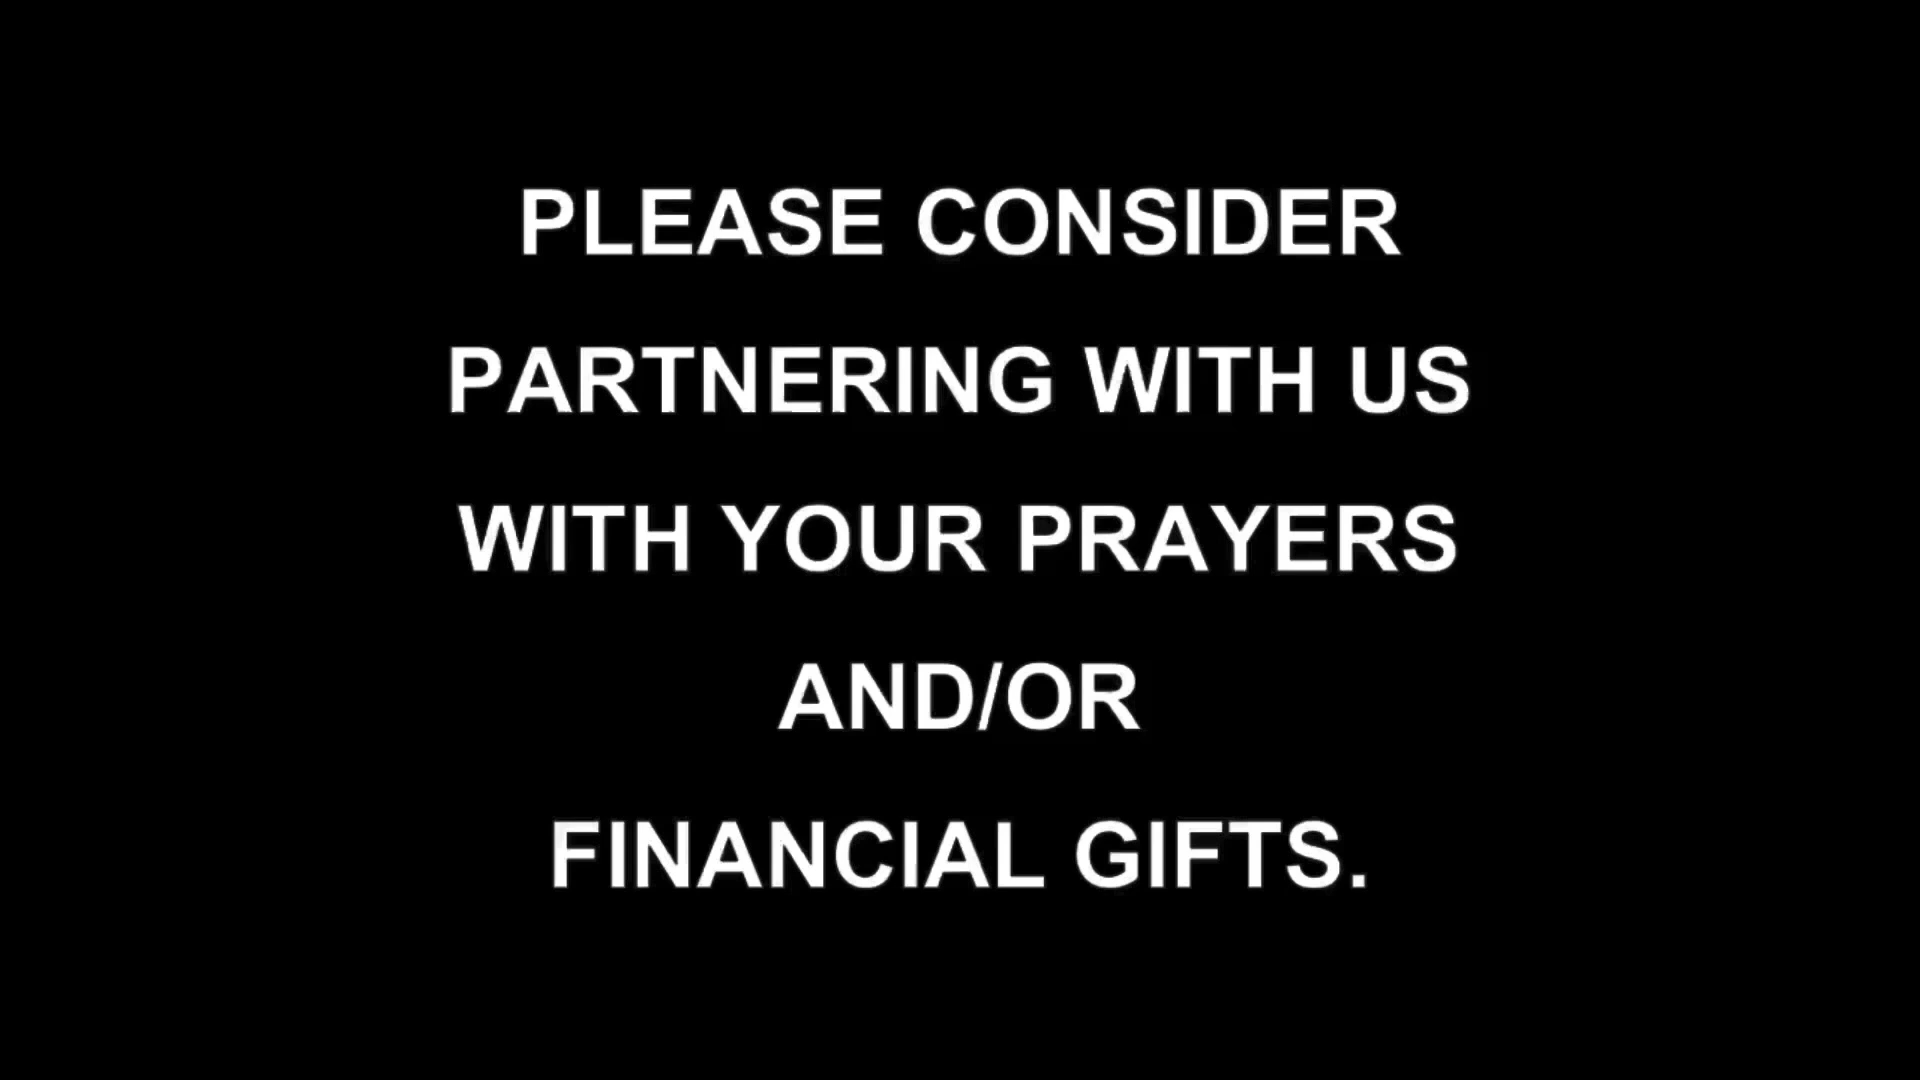 PLEASE CONSIDER
PARTNERING WITH US
WITH YOUR PRAYERS
AND/OR
FINANCIAL GIFTS.